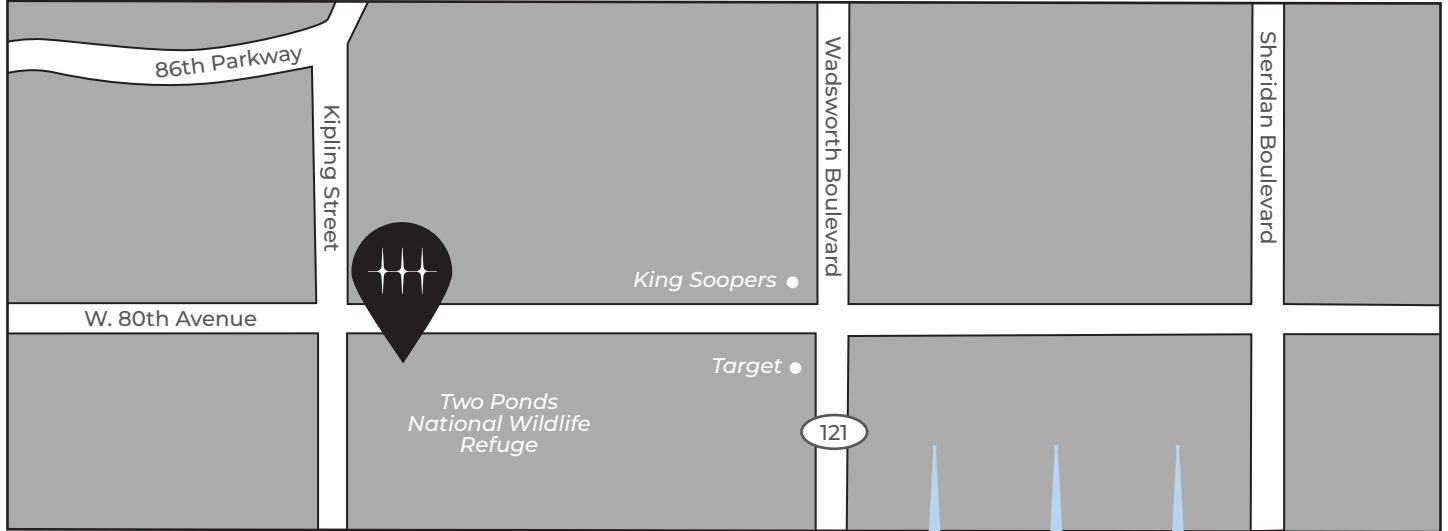 86th Parkway
Kipling Street
Wadsworth Boulevard
Sheridan Boulevard
King Soopers
W. 80th Avenue
Target
Two Ponds
National Wildlife
Refuge
121